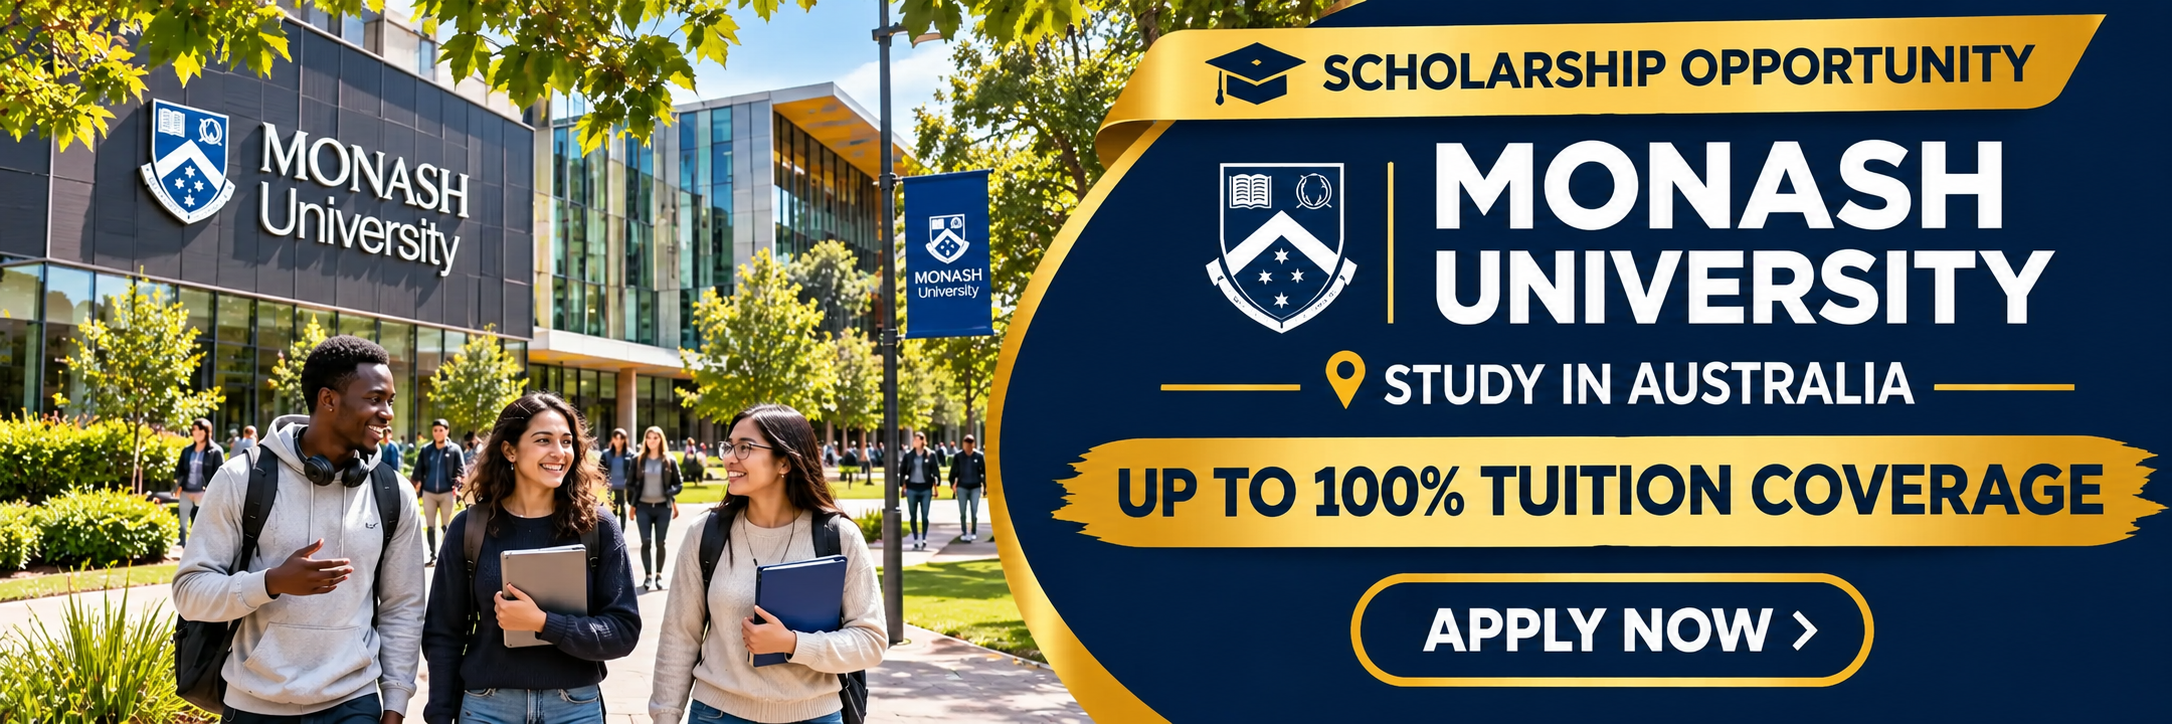 MONASH
University
MONASH
University
SCHOLARSHIP OPPORTUNITY
MONASH
UNIVERSITY
STUDY IN AUSTRALIA
UP TO 100% TUITION COVERAGE
APPLY NOW >